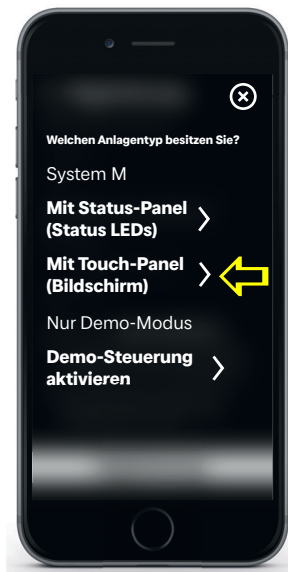 Welchen Anlagentyp besitzen Sie?
System M
Mit Status-Panel
(Status LEDs)
Mit Touch-Panel
(Bildschirm)
Nur Demo-Modus
Demo-Steuerung
aktivieren